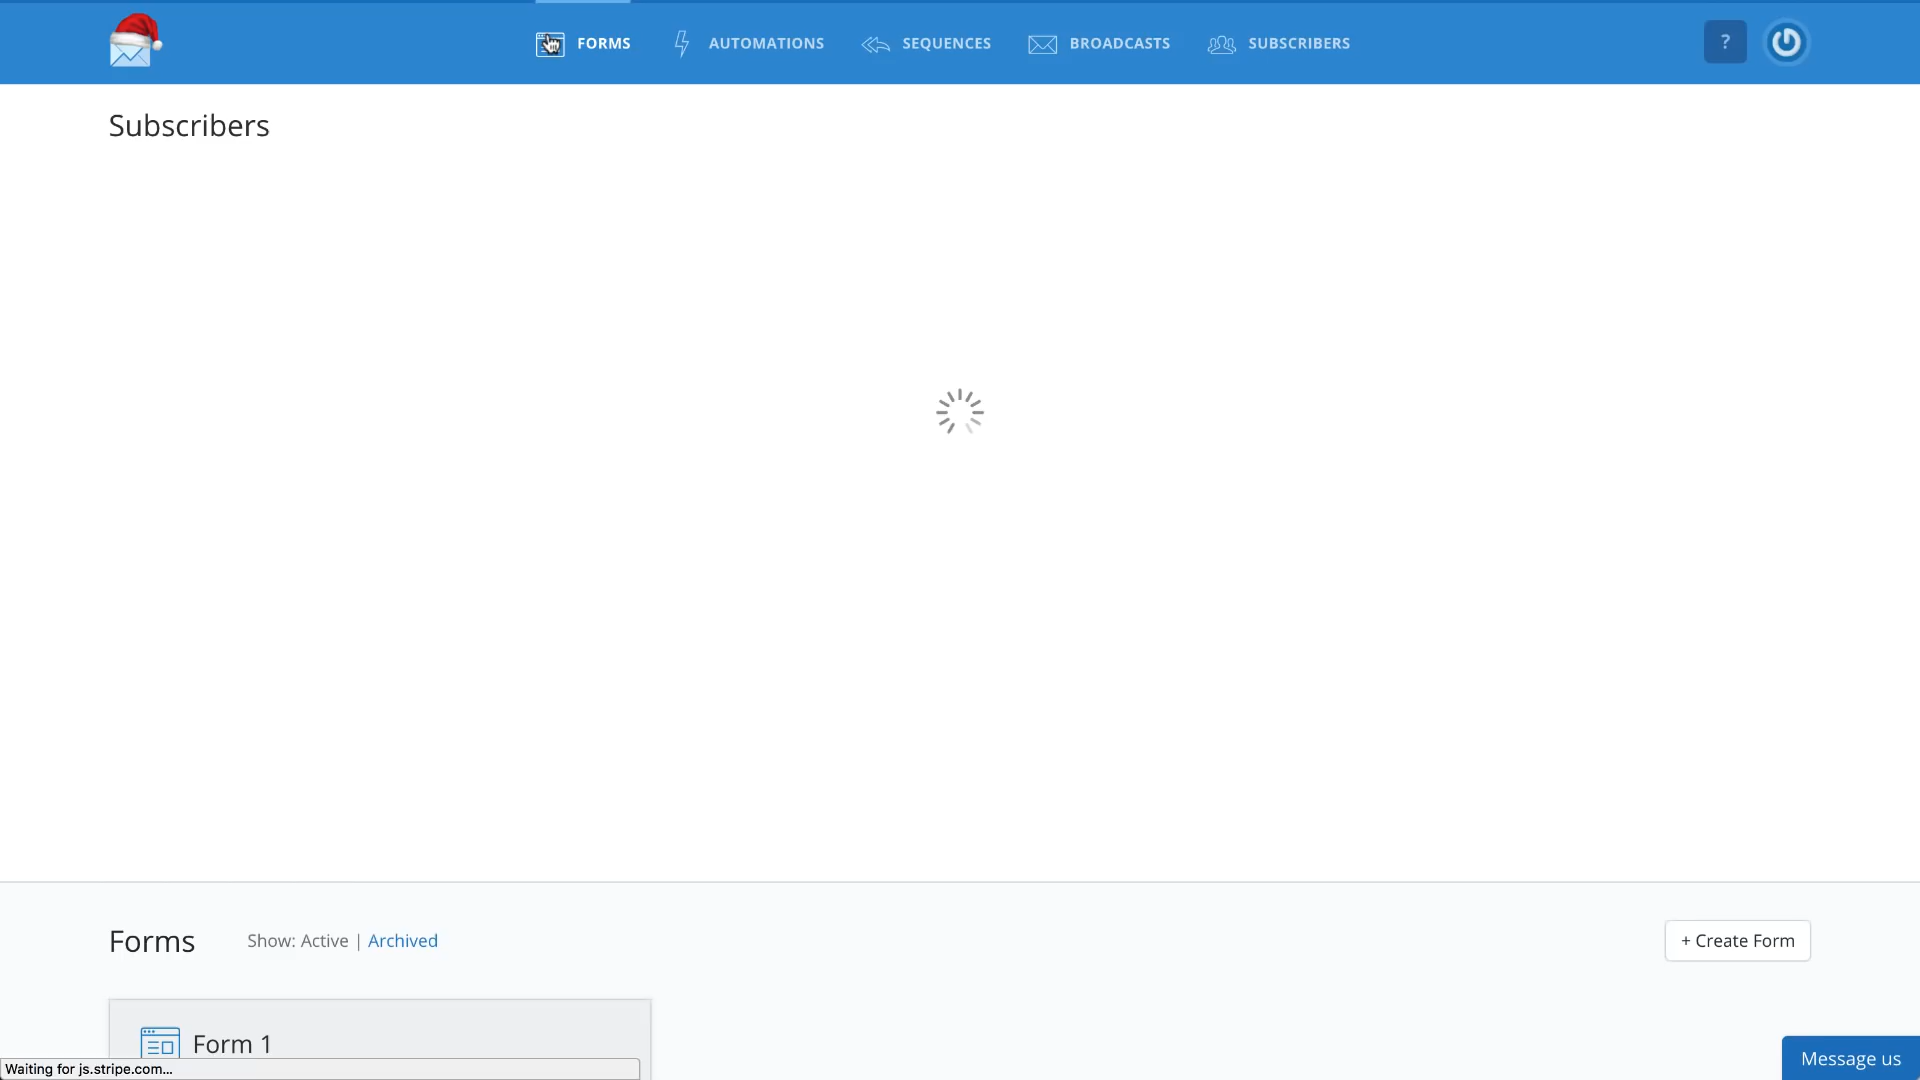 FORMS
AUTOMATIONS
SEQUENCES
BROADCASTS
SUBSCRIBERS
?
Subscribers
Forms
Show: Active | Archived
+ Create Form
Form 1
Waiting for js.stripe.com...
Message us